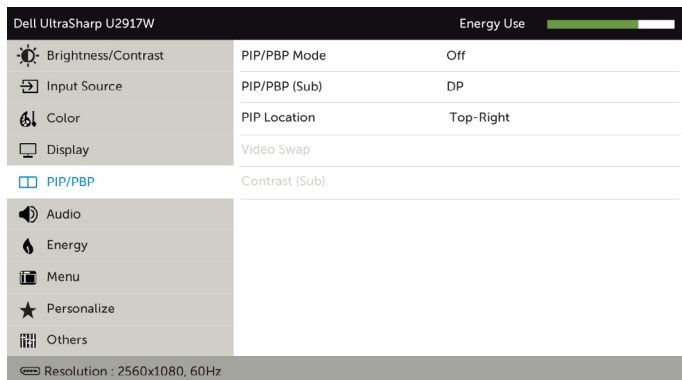 Dell UltraSharp U2917W Energy Use
Brightness/Contrast PIP/PBP Mode Off
Input Source PIP/PBP (Sub) DP
Color PIP Location Top-Right
Display Video Swap
PIP/PBP Contrast (Sub)
Audio
Energy
Menu
Personalize
Others
Resolution : 2560x1080, 60Hz